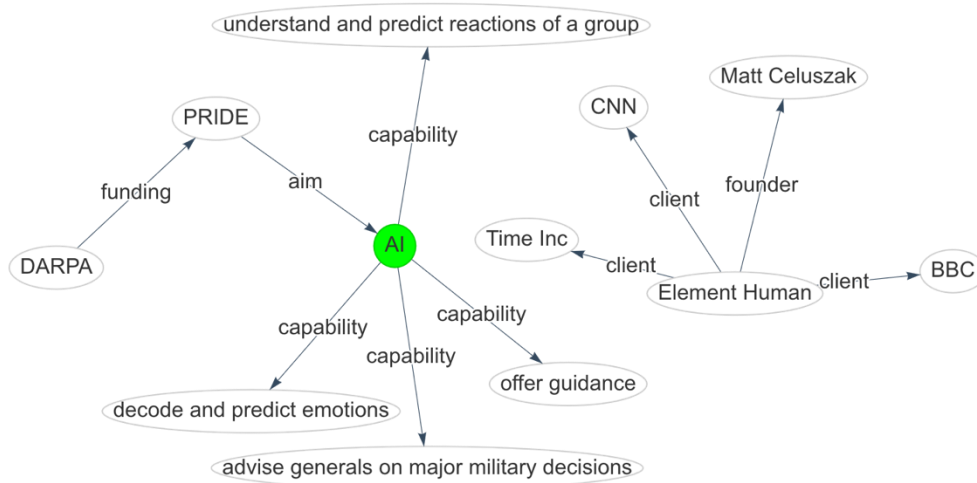 understand and predict reactions of a group
Matt Celuszak
CNN
PRIDE
capability
funding
aim
client
founder
Time Inc
AI
DARPA
client
client
BBC
Element Human
capability
capability
capability
offer guidance
decode and predict emotions
advise generals on major military decisions